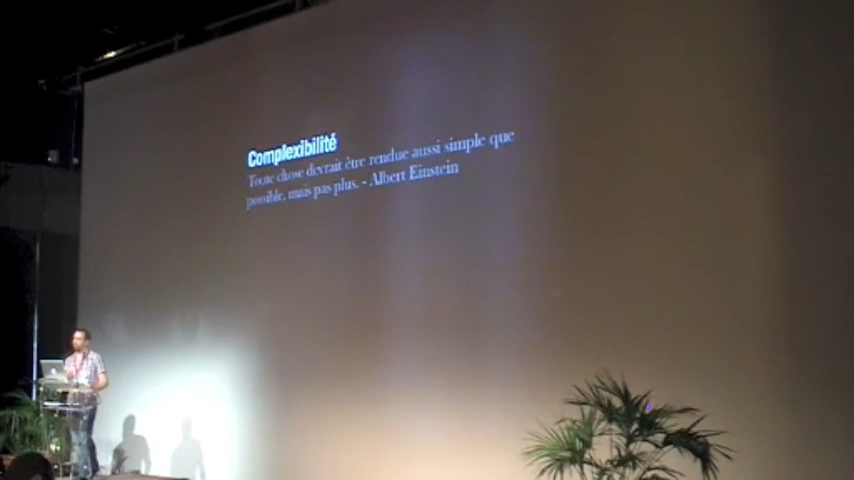 Complexibilité
Toute chose devrait être rendue aussi simple que
possible, mais pas plus. - Albert Einstein